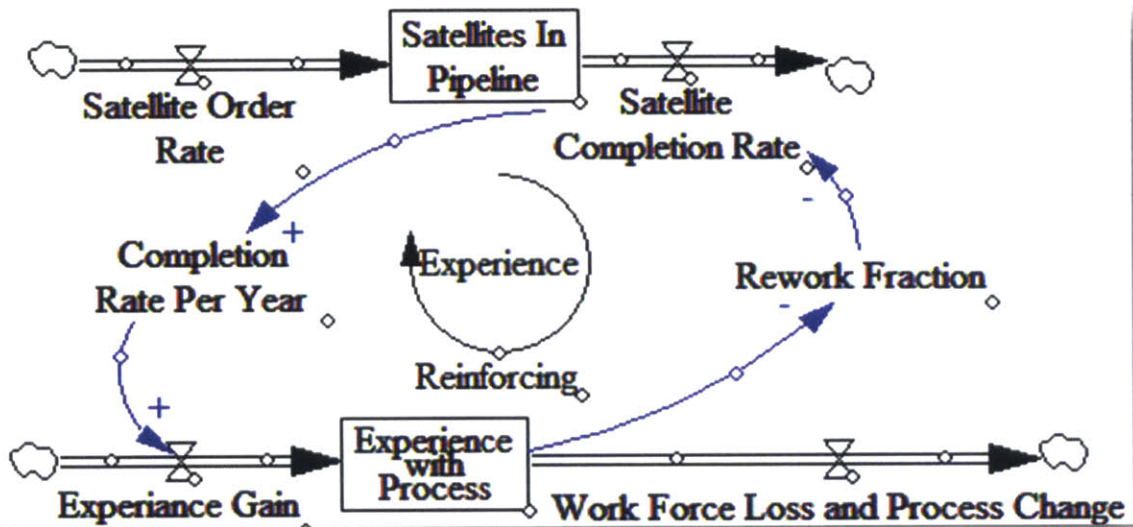 Satellites In
Pipeline
Satellite Order
Rate
Satellite
Completion Rate
+
-
Completion
Rate Per Year
Experience
Rework Fraction
-
Reinforcing
+
Experience
with
Process
Experiance Gain
Work Force Loss and Process Change